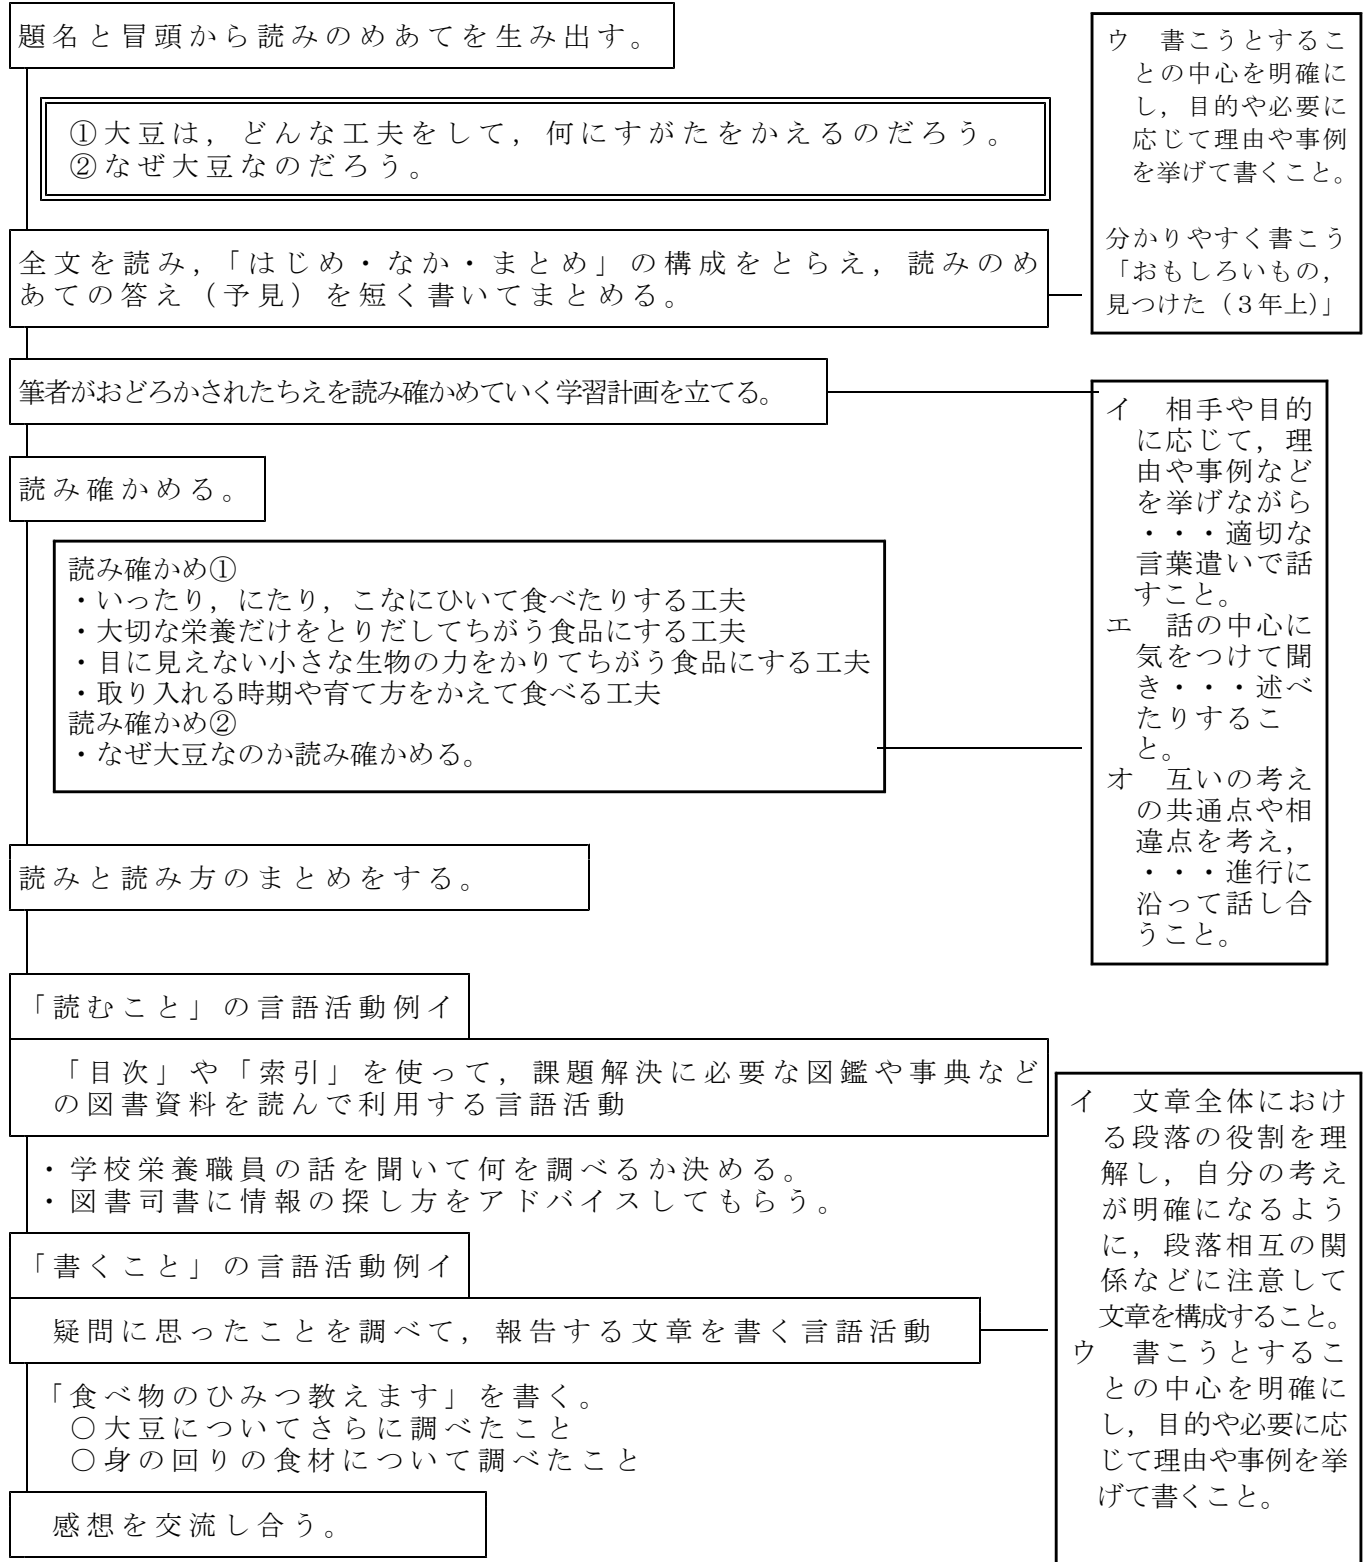 題名と冒頭から読みのめあてを生み出す。
①大豆は，どんな工夫をして，何にすがたをかえるのだろう。
②なぜ大豆なのだろう。
全文を読み，「はじめ・なか・まとめ」の構成をとらえ，読みのめ
あての答え（予見）を短く書いてまとめる。
ウ　書こうとするこ
との中心を明確に
し，目的や必要に
応じて理由や事例
を挙げて書くこと。
分かりやすく書こう
「おもしろいもの，
見つけた（３年上）」
筆者がおどろかされたちえを読み確かめていく学習計画を立てる。
読み確かめる。
読み確かめ①
・いったり，にたり，こなにひいて食べたりする工夫
・大切な栄養だけをとりだしてちがう食品にする工夫
・目に見えない小さな生物の力をかりてちがう食品にする工夫
・取り入れる時期や育て方をかえて食べる工夫
読み確かめ②
・なぜ大豆なのか読み確かめる。
イ　相手や目的
に応じて，理
由や事例など
を挙げながら
・・・適切な
言葉遣いで話
すこと。
エ　話の中心に
気をつけて聞
き・・・述べ
たりするこ
と。
オ　互いの考え
の共通点や相
違点を考え，
・・・進行に
沿って話し合
うこと。
読みと読み方のまとめをする。
「読むこと」の言語活動例イ
「目次」や「索引」を使って，課題解決に必要な図鑑や事典など
の図書資料を読んで利用する言語活動
・学校栄養職員の話を聞いて何を調べるか決める。
・図書司書に情報の探し方をアドバイスしてもらう。
「書くこと」の言語活動例イ
疑問に思ったことを調べて，報告する文章を書く言語活動
「食べ物のひみつ教えます」を書く。
○大豆についてさらに調べたこと
○身の回りの食材について調べたこと
感想を交流し合う。
イ　文章全体におけ
る段落の役割を理
解し，自分の考え
が明確になるよう
に，段落相互の関
係などに注意して
文章を構成すること。
ウ　書こうとするこ
との中心を明確に
し，目的や必要に応
じて理由や事例を挙
げて書くこと。